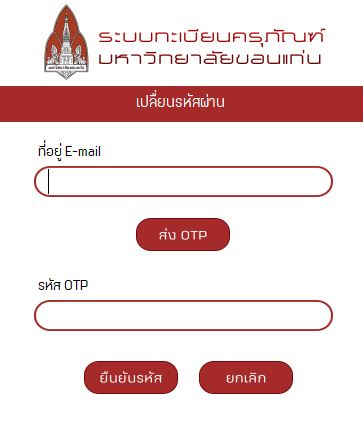 ระบบทะเบียนครุภัณฑ์
มหาวิทยาลัยขอนแก่น
เปลี่ยนรหัสผ่าน
ที่อยู่ E-mail
ส่ง OTP
รหัส OTP
ยืนยันรหัส
ยกเลิก